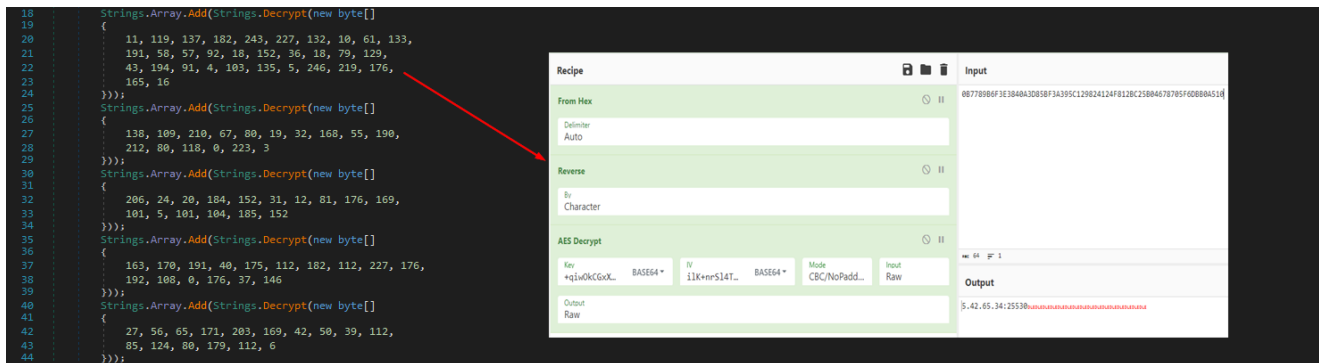 18 Strings.Array.Add(Strings.Decrypt(new byte[]
19 {
20 11, 119, 137, 182, 243, 227, 132, 10, 61, 133,
21 191, 58, 57, 92, 18, 152, 36, 18, 79, 129,
22 43, 194, 91, 4, 103, 135, 5, 246, 219, 176,
23 165, 16
24 }));
25 Strings.Array.Add(Strings.Decrypt(new byte[]
26 {
27 138, 109, 210, 67, 80, 19, 32, 168, 55, 190,
28 212, 80, 118, 0, 223, 3
29 }));
30 Strings.Array.Add(Strings.Decrypt(new byte[]
31 {
32 206, 24, 20, 184, 152, 31, 12, 81, 176, 169,
33 101, 5, 101, 104, 185, 152
34 }));
35 Strings.Array.Add(Strings.Decrypt(new byte[]
36 {
37 163, 170, 191, 40, 175, 112, 182, 112, 227, 176,
38 192, 108, 0, 176, 37, 146
39 }));
40 Strings.Array.Add(Strings.Decrypt(new byte[]
41 {
42 27, 56, 65, 171, 203, 169, 42, 50, 39, 112,
43 85, 124, 80, 179, 112, 6
44 }));
Recipe
From Hex
Delimiter
Auto
Reverse
By
Character
AES Decrypt
Key
+qiwOkCGxX... BASE64
IV
ilK+nrSl4T... BASE64
Mode
CBC/NoPadd...
Input
Raw
Output
Raw
Input
64 1
Output
5.42.65.34:25530